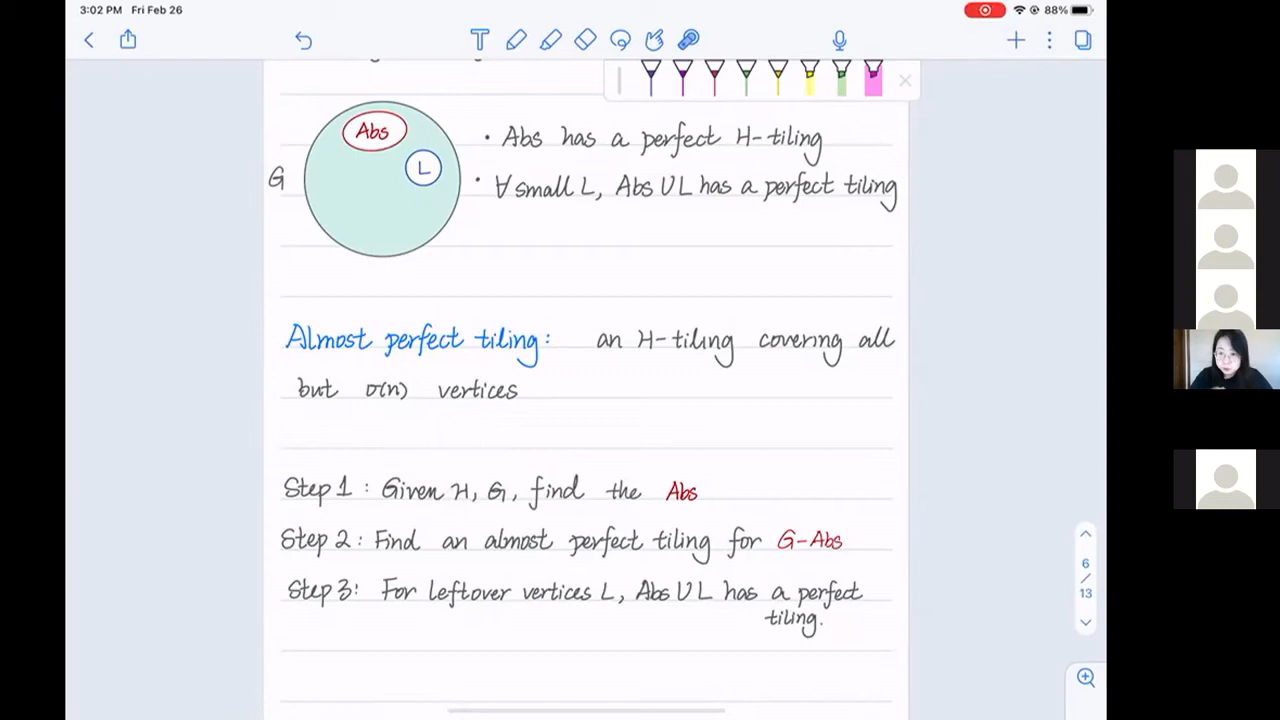 3:02 PM Fri Feb 26
88%
Abs
L
G
· Abs has a perfect H-tiling
· ∀ small L, Abs ∪ L has a perfect tiling
Almost perfect tiling: an H-tiling covering all
but o(n) vertices
Step 1: Given H, G, find the Abs
Step 2: Find an almost perfect tiling for G-Abs
Step 3: For leftover vertices L, Abs ∪ L has a perfect
tiling.
6
/
13